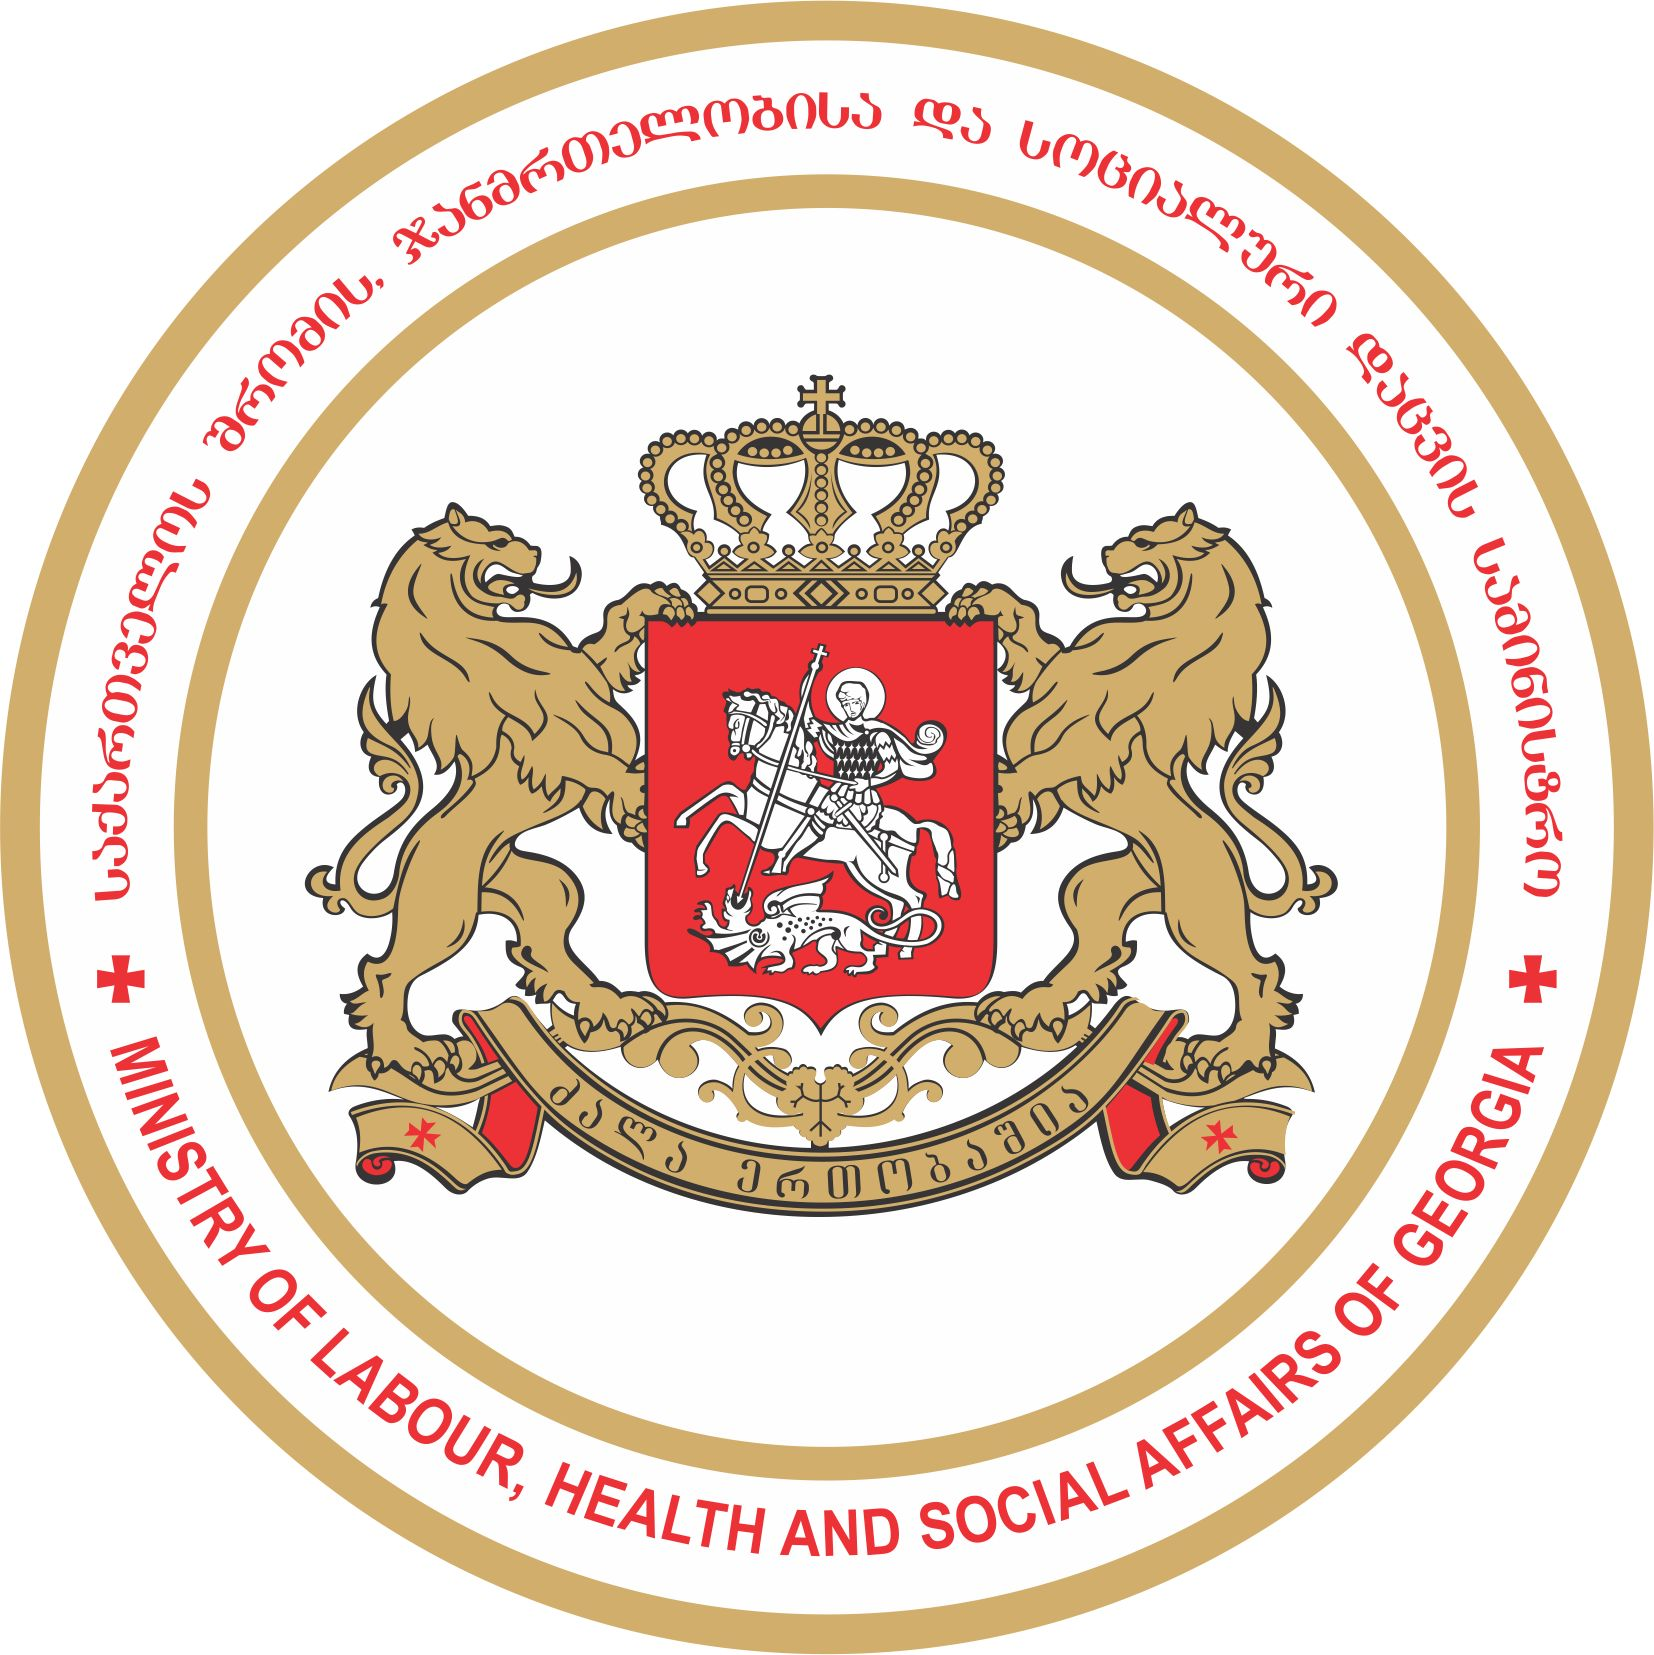 საქართველოს შრომის, ჯანმრთელობისა და სოციალური დაცვის სამინისტრო
ძალა ერთობაშია
MINISTRY OF LABOUR, HEALTH AND SOCIAL AFFAIRS OF GEORGIA